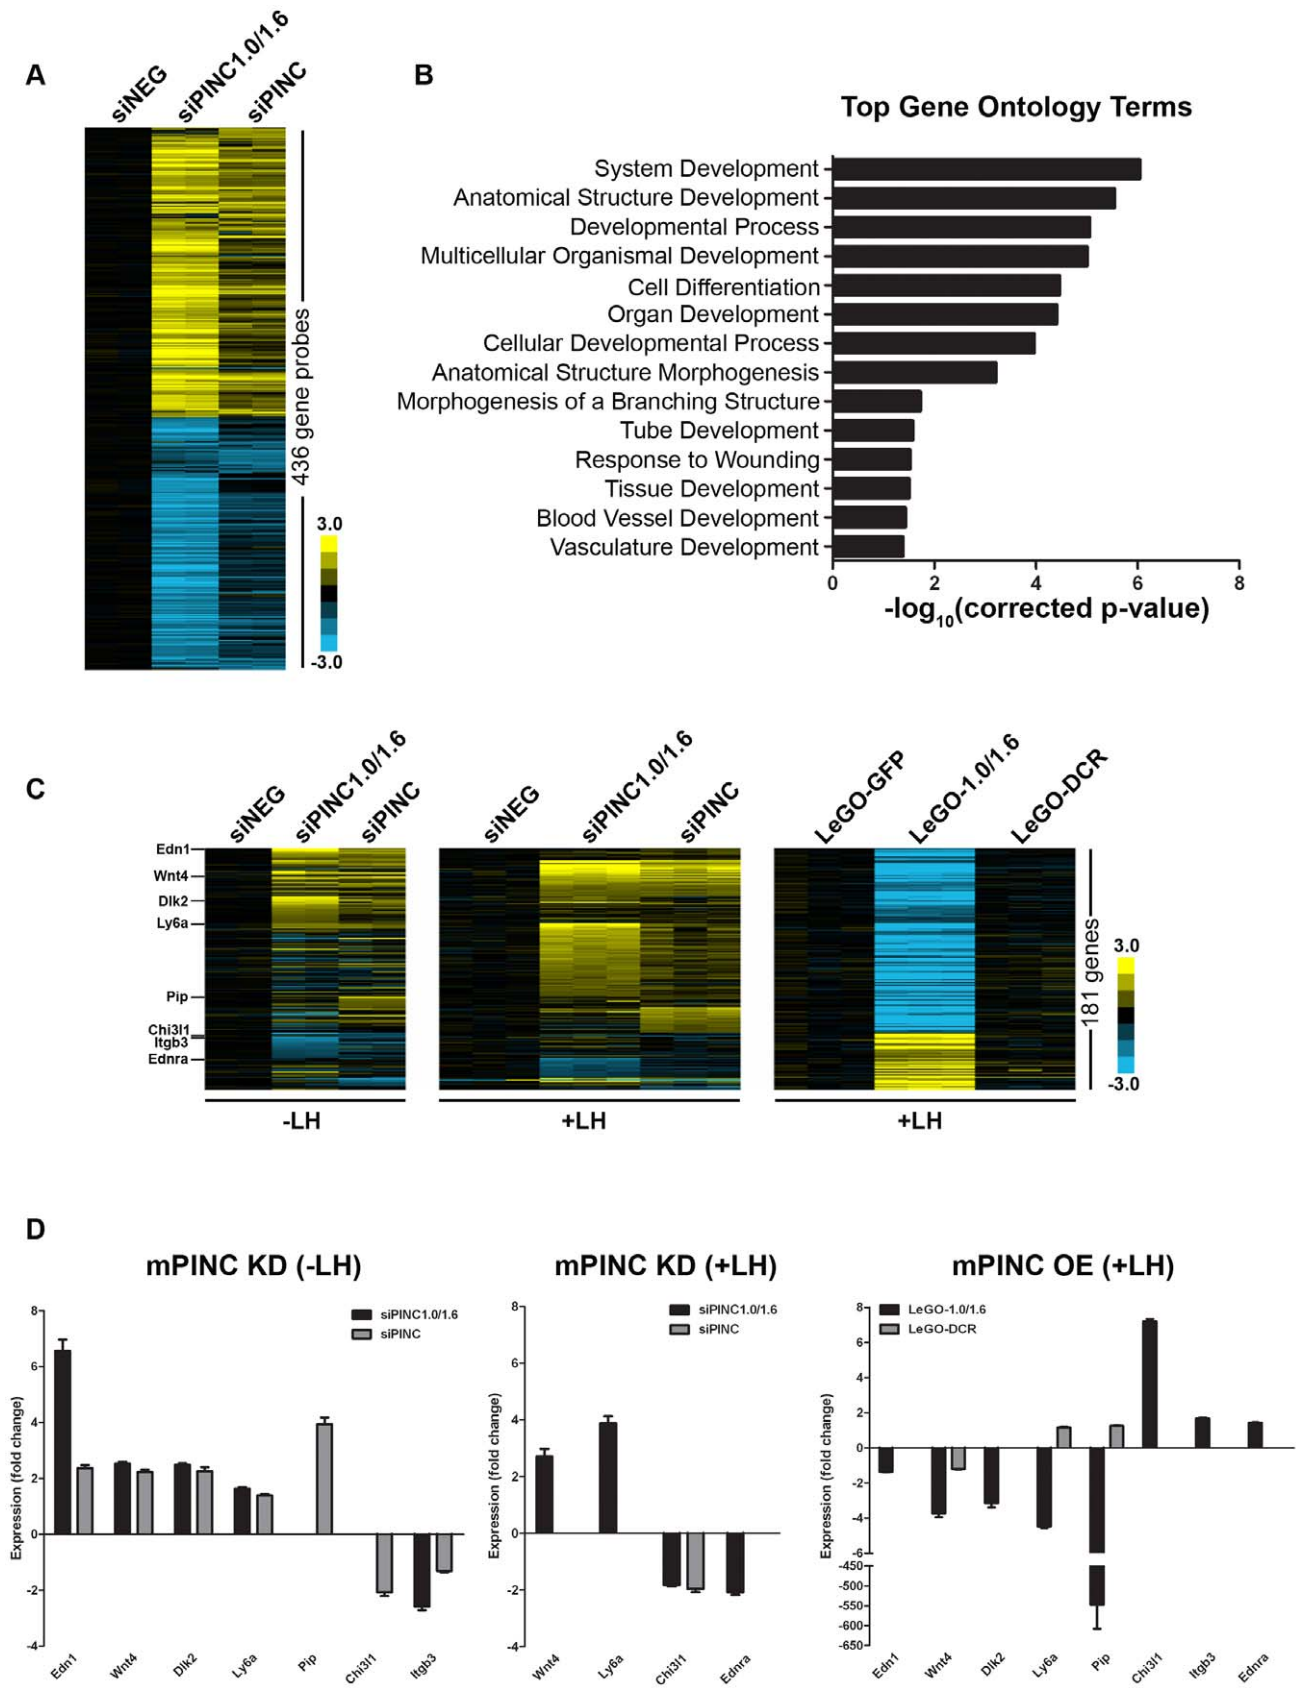 A
siNEG
siPINC1.0/1.6
siPINC
436 gene probes
3.0
-3.0
B
Top Gene Ontology Terms
System Development
Anatomical Structure Development
Developmental Process
Multicellular Organismal Development
Cell Differentiation
Organ Development
Cellular Developmental Process
Anatomical Structure Morphogenesis
Morphogenesis of a Branching Structure
Tube Development
Response to Wounding
Tissue Development
Blood Vessel Development
Vasculature Development
0 2 4 6 8
-log10(corrected p-value)
C
siNEG
siPINC1.0/1.6
siPINC
siNEG
siPINC1.0/1.6
siPINC
LeGO-GFP
LeGO-1.0/1.6
LeGO-DCR
Edn1
Wnt4
Dlk2
Ly6a
Pip
Chi3l1
Itgb3
Ednra
181 genes
3.0
-3.0
-LH
+LH
+LH
D
mPINC KD (-LH)
siPINC1.0/1.6
siPINC
Expression (fold change)
8
6
4
2
0
-2
-4
Edn1 Wnt4 Dlk2 Ly6a Pip Chi3l1 Itgb3
mPINC KD (+LH)
siPINC1.0/1.6
siPINC
Expression (fold change)
8
6
4
2
0
-2
-4
Wnt4 Ly6a Chi3l1 Ednra
mPINC OE (+LH)
LeGO-1.0/1.6
LeGO-DCR
Expression (fold change)
8
6
4
2
0
-2
-4
-6
-450
-500
-550
-600
-650
Edn1 Wnt4 Dlk2 Ly6a Pip Chi3l1 Itgb3 Ednra